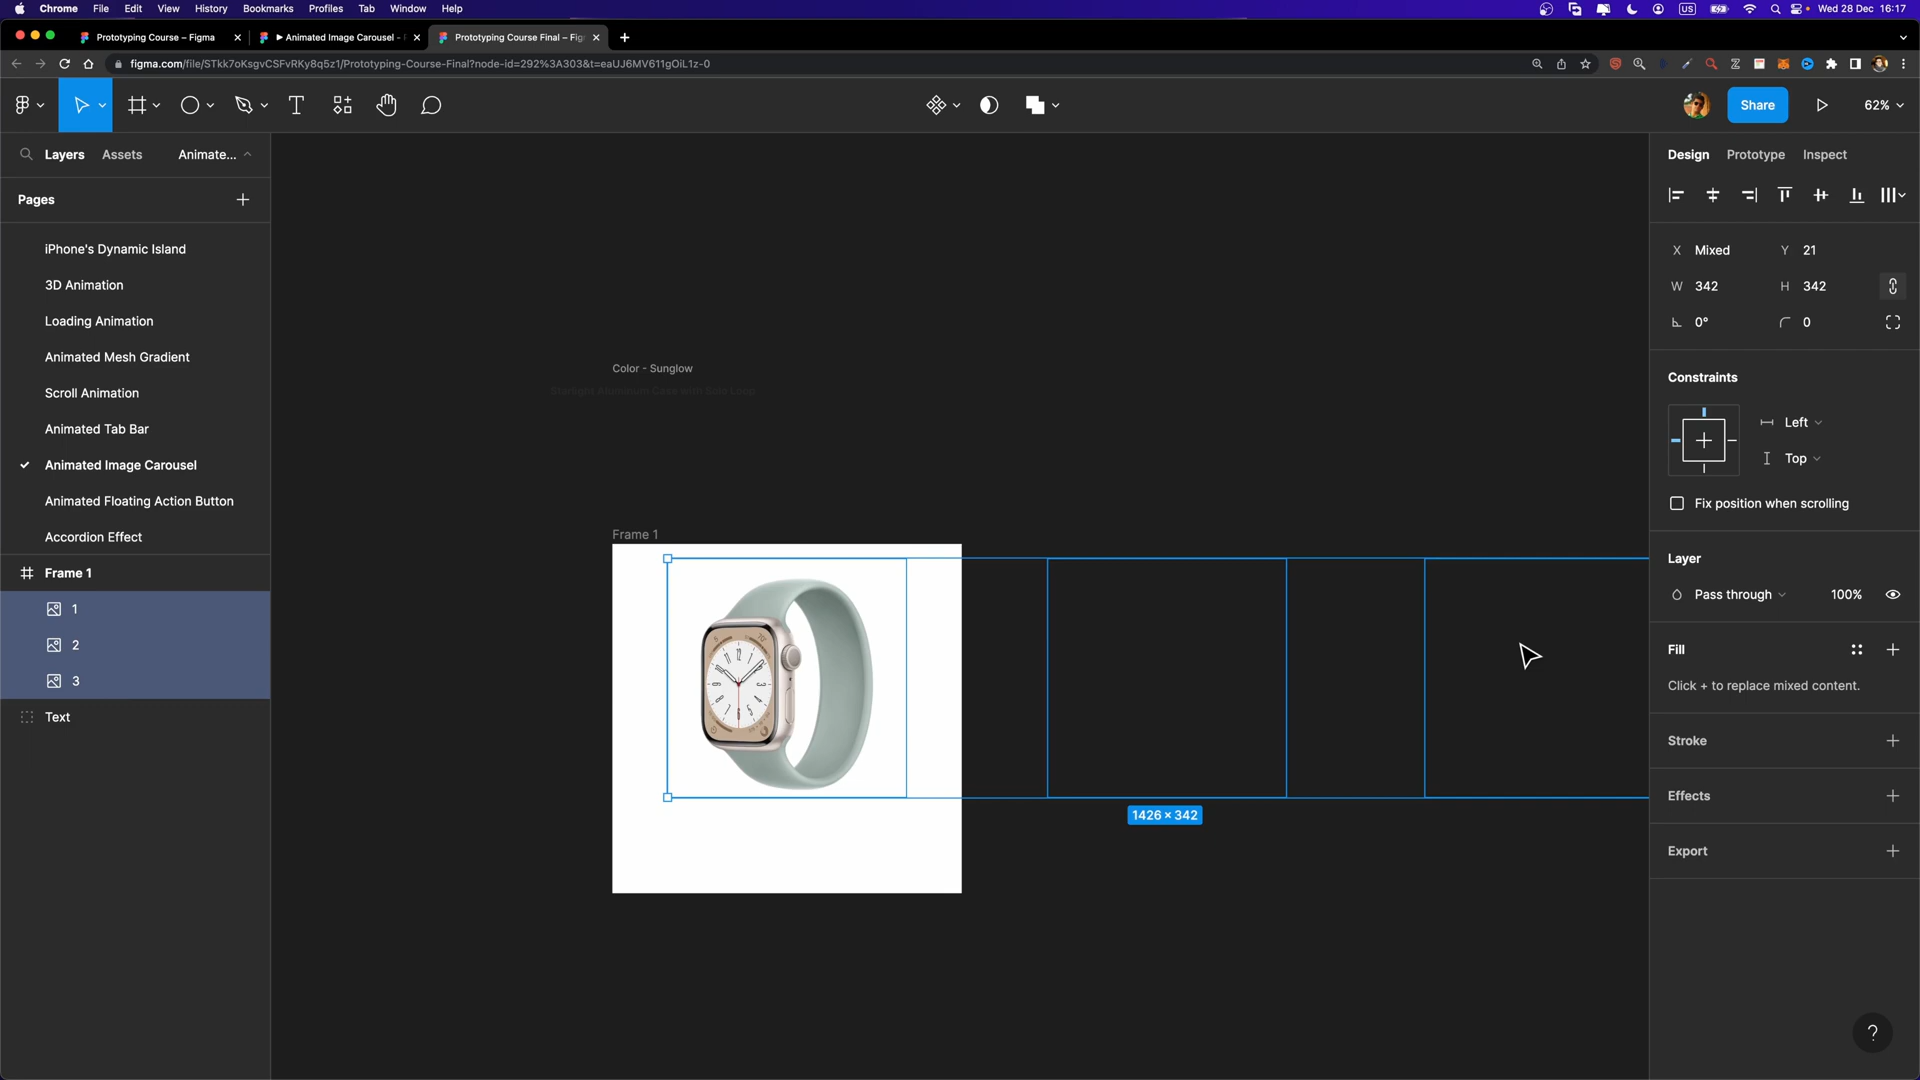 Chrome File Edit View History Bookmarks Profiles Tab Window Help US Wed 28 Dec 16:17
Prototyping Course – Figma Animated Image Carousel - Prototyping Course Final – Fig
figma.com/file/STkk7oKsgvCSFvRKy8q5z1/Prototyping-Course-Final?node-id=292%3A303&t=eaUJ6MV611gOiL1z-0
Share 62%
Layers Assets Animate...
Pages
iPhone's Dynamic Island
3D Animation
Loading Animation
Animated Mesh Gradient
Scroll Animation
Animated Tab Bar
Animated Image Carousel
Animated Floating Action Button
Accordion Effect
Frame 1
1
2
3
Text
Color - Sunglow
Frame 1
1426 × 342
Design Prototype Inspect
X Mixed Y 21
W 342 H 342
0° 0
Constraints
Left
Top
Fix position when scrolling
Layer
Pass through 100%
Fill
Click + to replace mixed content.
Stroke
Effects
Export
?